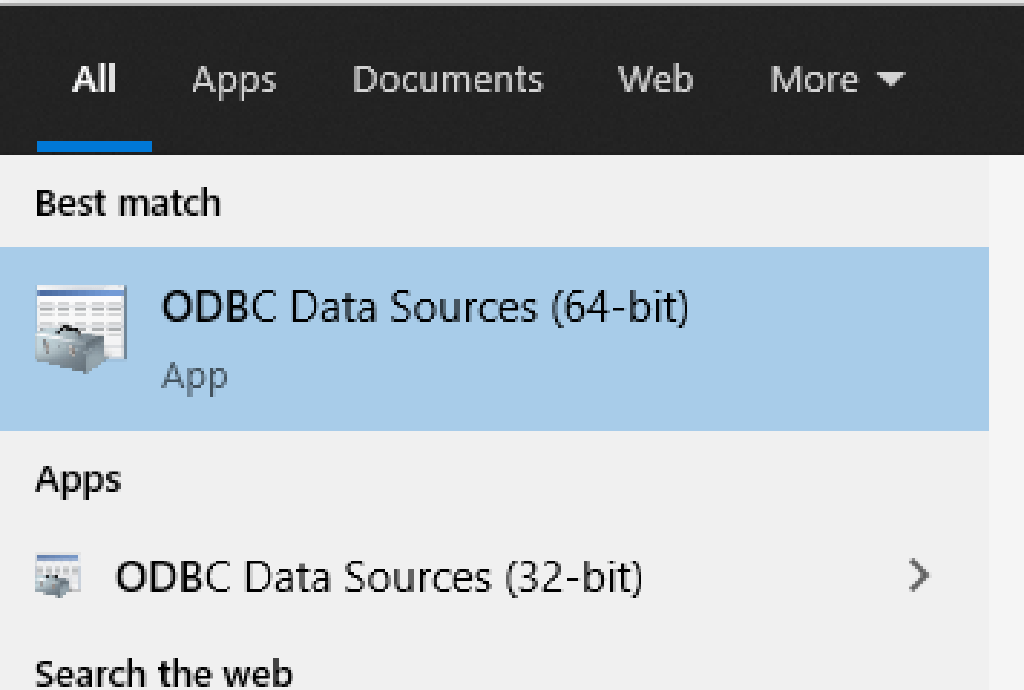 All Apps Documents Web More
Best match
ODBC Data Sources (64-bit)
App
Apps
ODBC Data Sources (32-bit)
Search the web